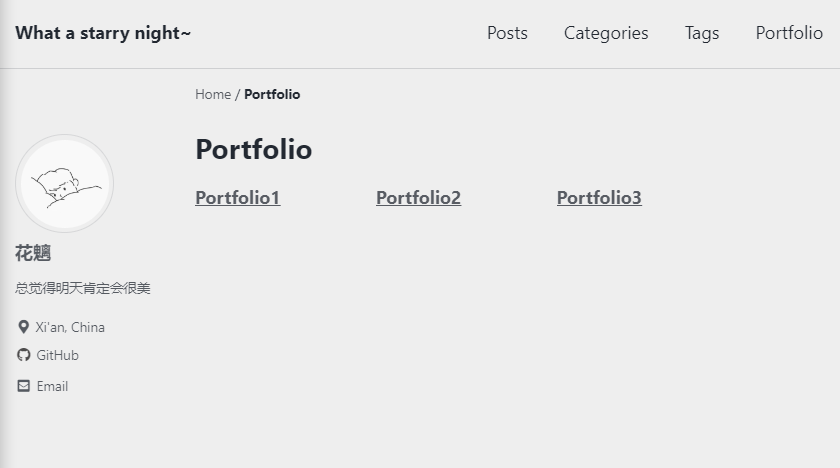 What a starry night~
Posts Categories Tags Portfolio
Home / Portfolio
Portfolio
Portfolio1 Portfolio2 Portfolio3
花魑
总觉得明天肯定会很美
Xi'an, China
GitHub
Email